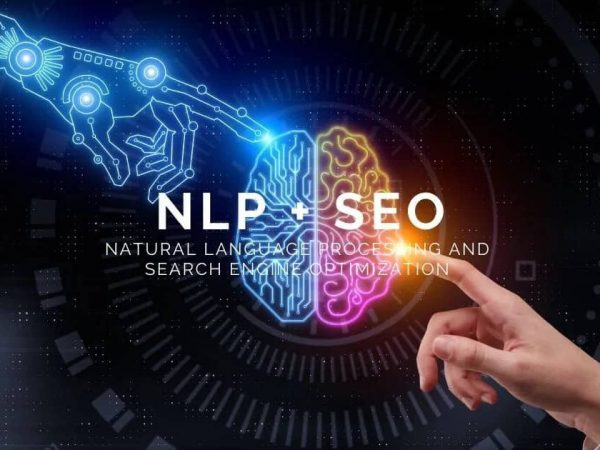 NLP + SEO
NATURAL LANGUAGE PROCESSING AND
SEARCH ENGINE OPTIMIZATION